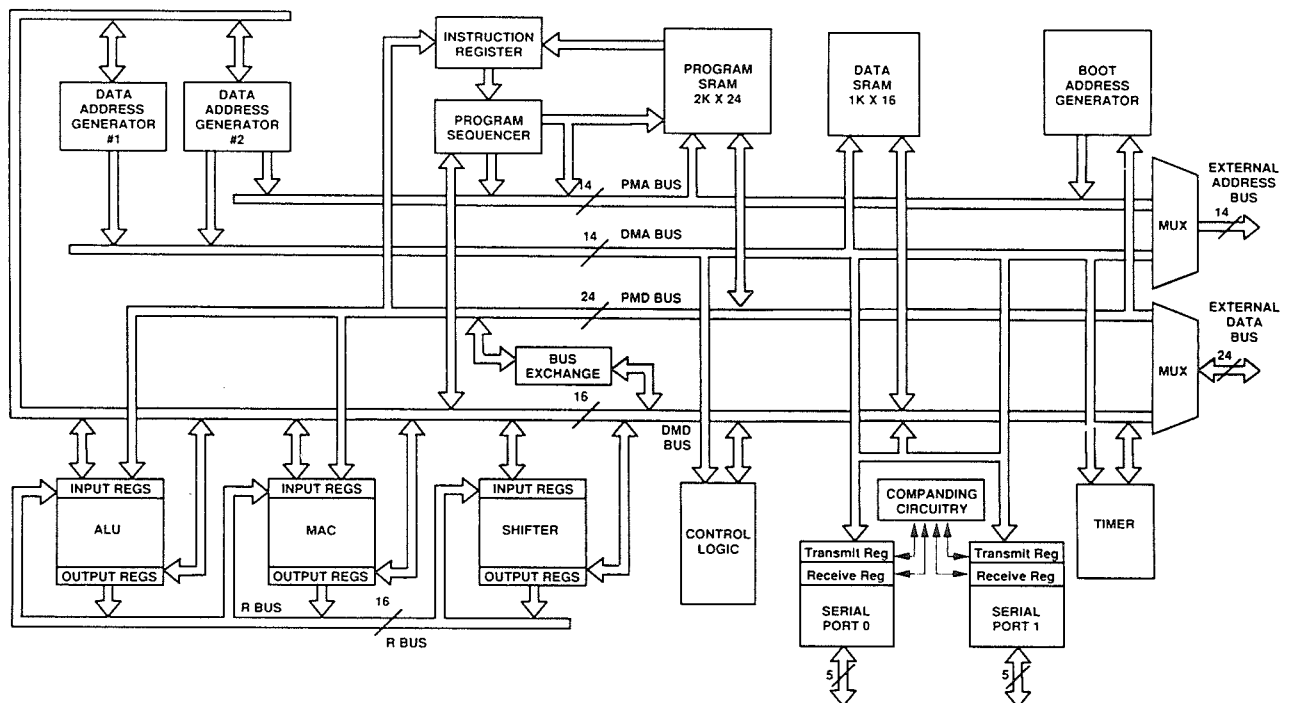 INSTRUCTION
REGISTER
PROGRAM
SRAM
2K X 24
DATA
SRAM
1K X 16
BOOT
ADDRESS
GENERATOR
DATA
ADDRESS
GENERATOR
#1
DATA
ADDRESS
GENERATOR
#2
PROGRAM
SEQUENCER
EXTERNAL
ADDRESS
BUS
14
MUX
14
PMA BUS
14
DMA BUS
24
PMD BUS
EXTERNAL
DATA
BUS
24
MUX
BUS
EXCHANGE
16
DMD
BUS
INPUT REGS
ALU
OUTPUT REGS
INPUT REGS
MAC
OUTPUT REGS
INPUT REGS
SHIFTER
OUTPUT REGS
CONTROL
LOGIC
COMPANDING
CIRCUITRY
TIMER
Transmit Reg
Receive Reg
SERIAL
PORT 0
Transmit Reg
Receive Reg
SERIAL
PORT 1
R BUS
16
R BUS
5
5